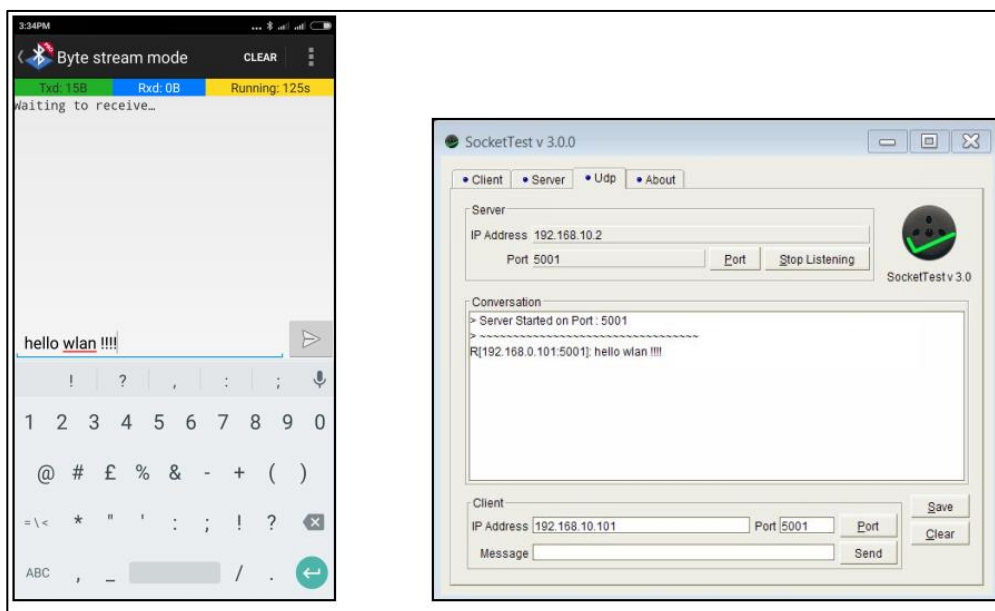 3:34PM ...
Byte stream mode CLEAR
Txd: 15B Rxd: 0B Running: 125s
Waiting to receive…
hello wlan !!!!
! ? , : ;
1 2 3 4 5 6 7 8 9 0
@ # £ % & - + ( )
=\< * " ' : ; ! ?
ABC , _ / .
SocketTest v 3.0.0
Client Server Udp About
Server
IP Address 192.168.10.2
Port 5001 Port Stop Listening
SocketTest v 3.0
Conversation
> Server Started on Port : 5001
> ~~~~~~~~~~~~~~~~~~~~~~~~~~~~~~~~~~
R[192.168.0.101:5001]: hello wlan !!!!
Client
IP Address 192.168.10.101 Port 5001 Port
Message Send
Save
Clear